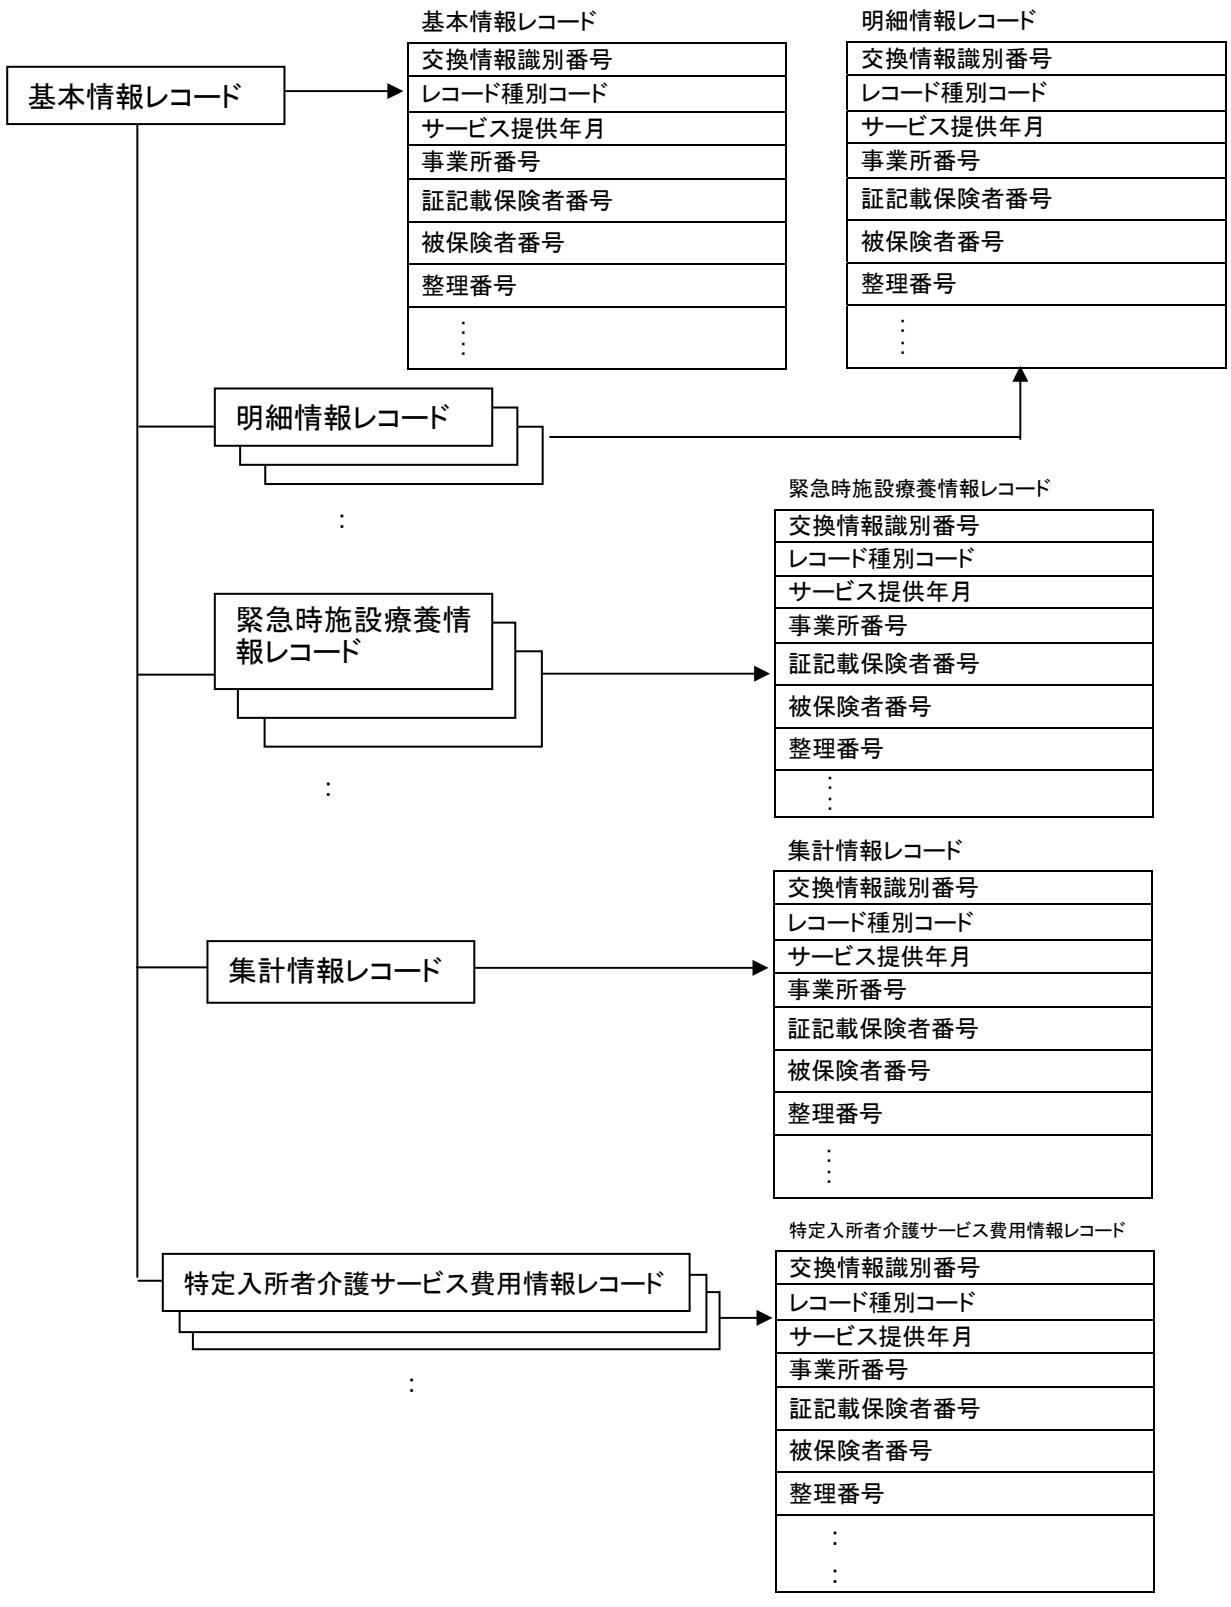 基本情報レコード
基本情報レコード
交換情報識別番号
レコード種別コード
サービス提供年月
事業所番号
証記載保険者番号
被保険者番号
整理番号
:
:
明細情報レコード
交換情報識別番号
レコード種別コード
サービス提供年月
事業所番号
証記載保険者番号
被保険者番号
整理番号
:
:
明細情報レコード
:
緊急時施設療養情
報レコード
:
緊急時施設療養情報レコード
交換情報識別番号
レコード種別コード
サービス提供年月
事業所番号
証記載保険者番号
被保険者番号
整理番号
:
:
集計情報レコード
集計情報レコード
交換情報識別番号
レコード種別コード
サービス提供年月
事業所番号
証記載保険者番号
被保険者番号
整理番号
:
:
特定入所者介護サービス費用情報レコード
:
特定入所者介護サービス費用情報レコード
交換情報識別番号
レコード種別コード
サービス提供年月
事業所番号
証記載保険者番号
被保険者番号
整理番号
:
: